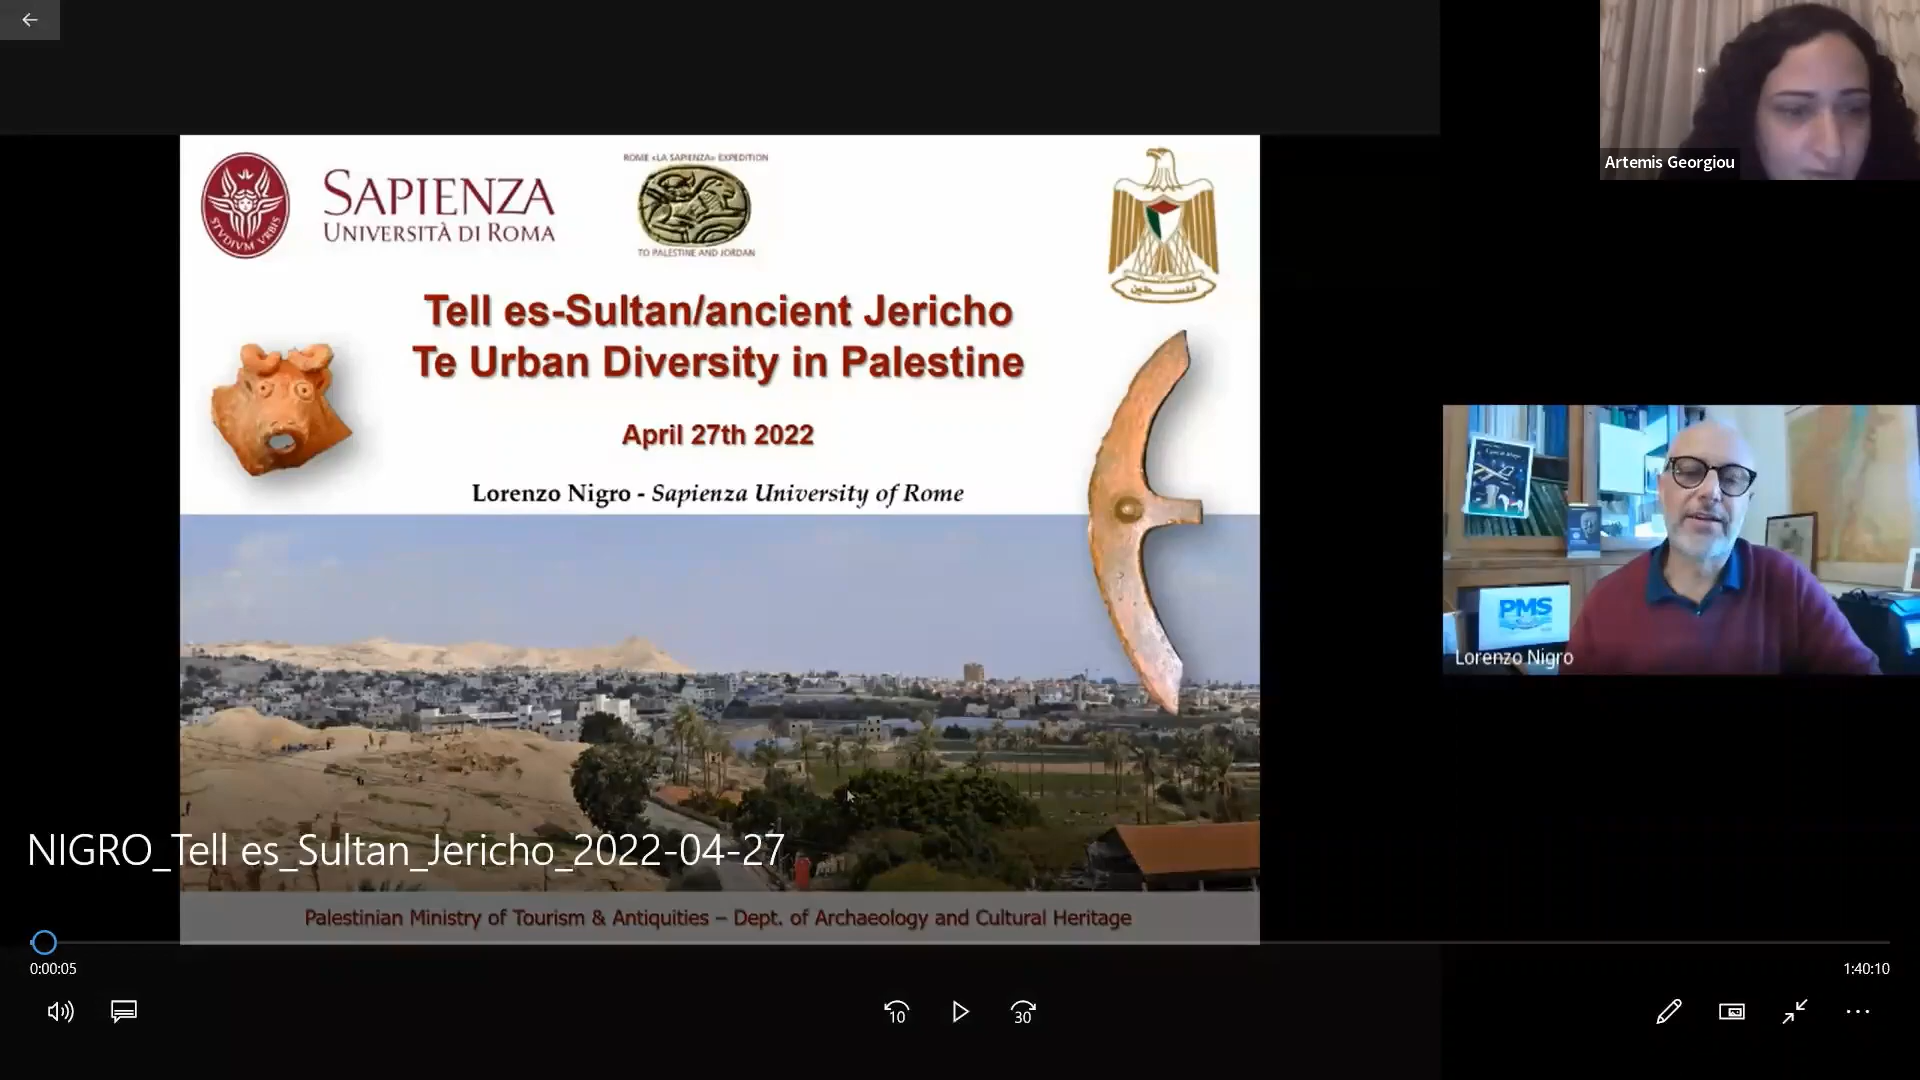 Artemis Georgiou
STVDIVM VRBIS
SAPIENZA
UNIVERSITÀ DI ROMA
ROME «LA SAPIENZA» EXPEDITION
TO PALESTINE AND JORDAN
فلسطين
Tell es-Sultan/ancient Jericho
Te Urban Diversity in Palestine
April 27th 2022
Lorenzo Nigro - Sapienza University of Rome
PMS
Lorenzo Nigro
NIGRO_Tell es_Sultan_Jericho_2022-04-27
Palestinian Ministry of Tourism & Antiquities – Dept. of Archaeology and Cultural Heritage
0:00:05
1:40:10
10
30